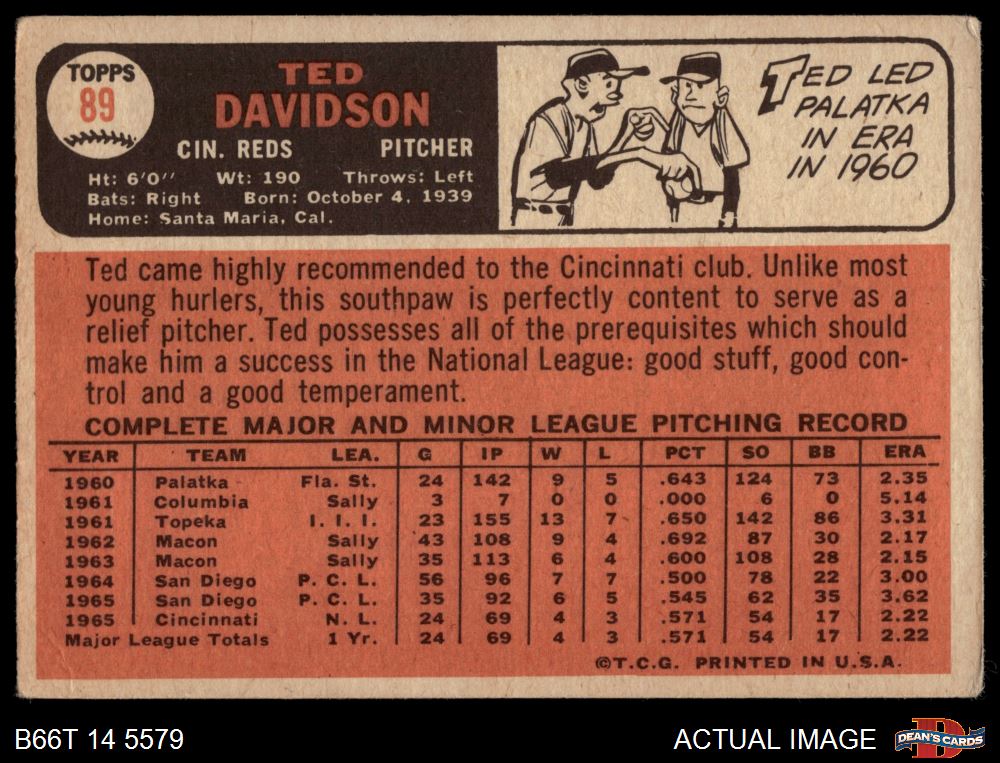 TOPPS
89
TED
DAVIDSON
CIN. REDS PITCHER
Ht: 6'0" Wt: 190 Throws: Left
Bats: Right Born: October 4, 1939
Home: Santa Maria, Cal.
TED LED
PALATKA
IN ERA
IN 1960
Ted came highly recommended to the Cincinnati club. Unlike most
young hurlers, this southpaw is perfectly content to serve as a
relief pitcher. Ted possesses all of the prerequisites which should
make him a success in the National League: good stuff, good con-
trol and a good temperament.
COMPLETE MAJOR AND MINOR LEAGUE PITCHING RECORD
YEAR TEAM LEA. G IP W L PCT SO BB ERA
1960 Palatka Fla. St. 24 142 9 5 .643 124 73 2.35
1961 Columbia Sally 3 7 0 0 .000 6 0 5.14
1961 Topeka I. I. I. 23 155 13 7 .650 142 86 3.31
1962 Macon Sally 43 108 9 4 .692 87 30 2.17
1963 Macon Sally 35 113 6 4 .600 108 28 2.15
1964 San Diego P. C. L. 56 96 7 7 .500 78 22 3.00
1965 San Diego P. C. L. 35 92 6 5 .545 62 35 3.62
1965 Cincinnati N. L. 24 69 4 3 .571 54 17 2.22
Major League Totals 1 Yr. 24 69 4 3 .571 54 17 2.22
©T.C.G. PRINTED IN U.S.A.
B66T 14 5579 ACTUAL IMAGE DEAN'S CARDS